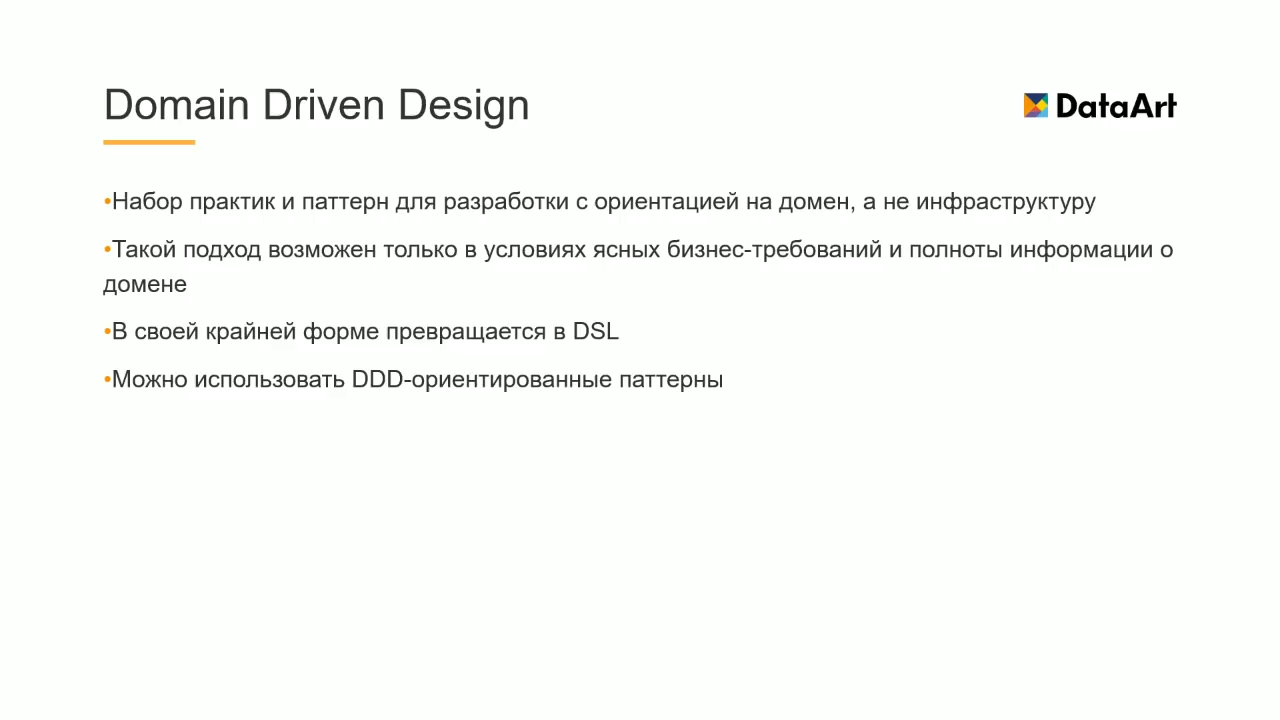 Domain Driven Design
DataArt
•Набор практик и паттерн для разработки с ориентацией на домен, а не инфраструктуру
•Такой подход возможен только в условиях ясных бизнес-требований и полноты информации о
домене
•В своей крайней форме превращается в DSL
•Можно использовать DDD-ориентированные паттерны